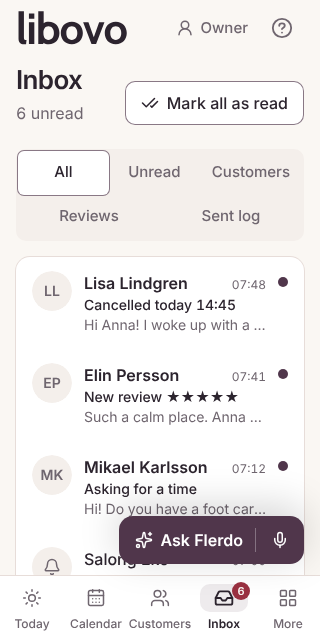 libovo
Owner
Inbox
6 unread
Mark all as read
All
Unread
Customers
Reviews
Sent log
LL
Lisa Lindgren
07:48
Cancelled today 14:45
Hi Anna! I woke up with a ...
EP
Elin Persson
07:41
New review ★★★★★
Such a calm place. Anna ...
MK
Mikael Karlsson
07:12
Asking for a time
Hi! Do you have a foot car...
Ask Flerdo
Salong
Today
Calendar
Customers
6
Inbox
More